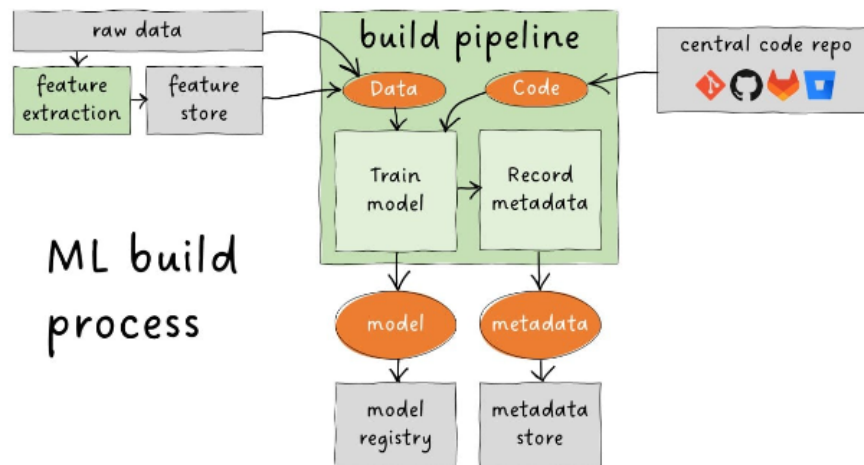 raw data
build pipeline
central code repo
feature
extraction
feature
store
Data
Code
Train
model
Record
metadata
ML build
process
model
metadata
model
registry
metadata
store